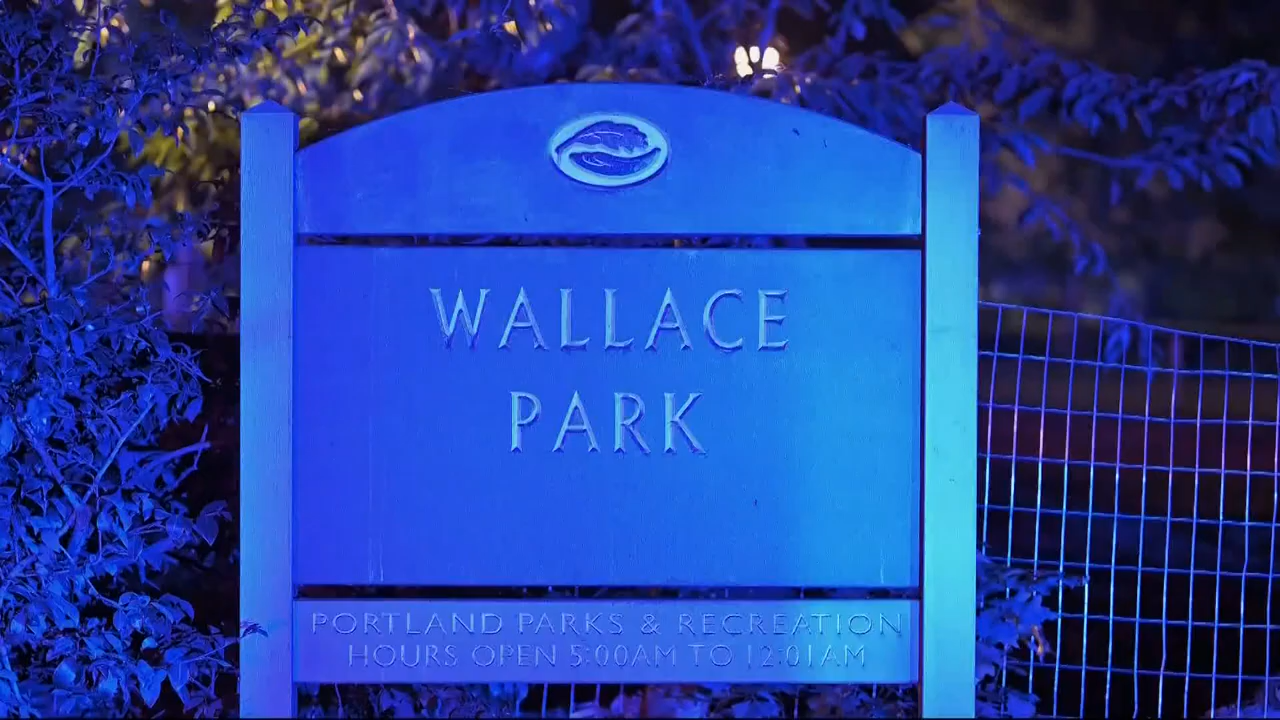 WALLACE
PARK
PORTLAND PARKS & RECREATION
HOURS OPEN 5:00AM TO 12:01AM